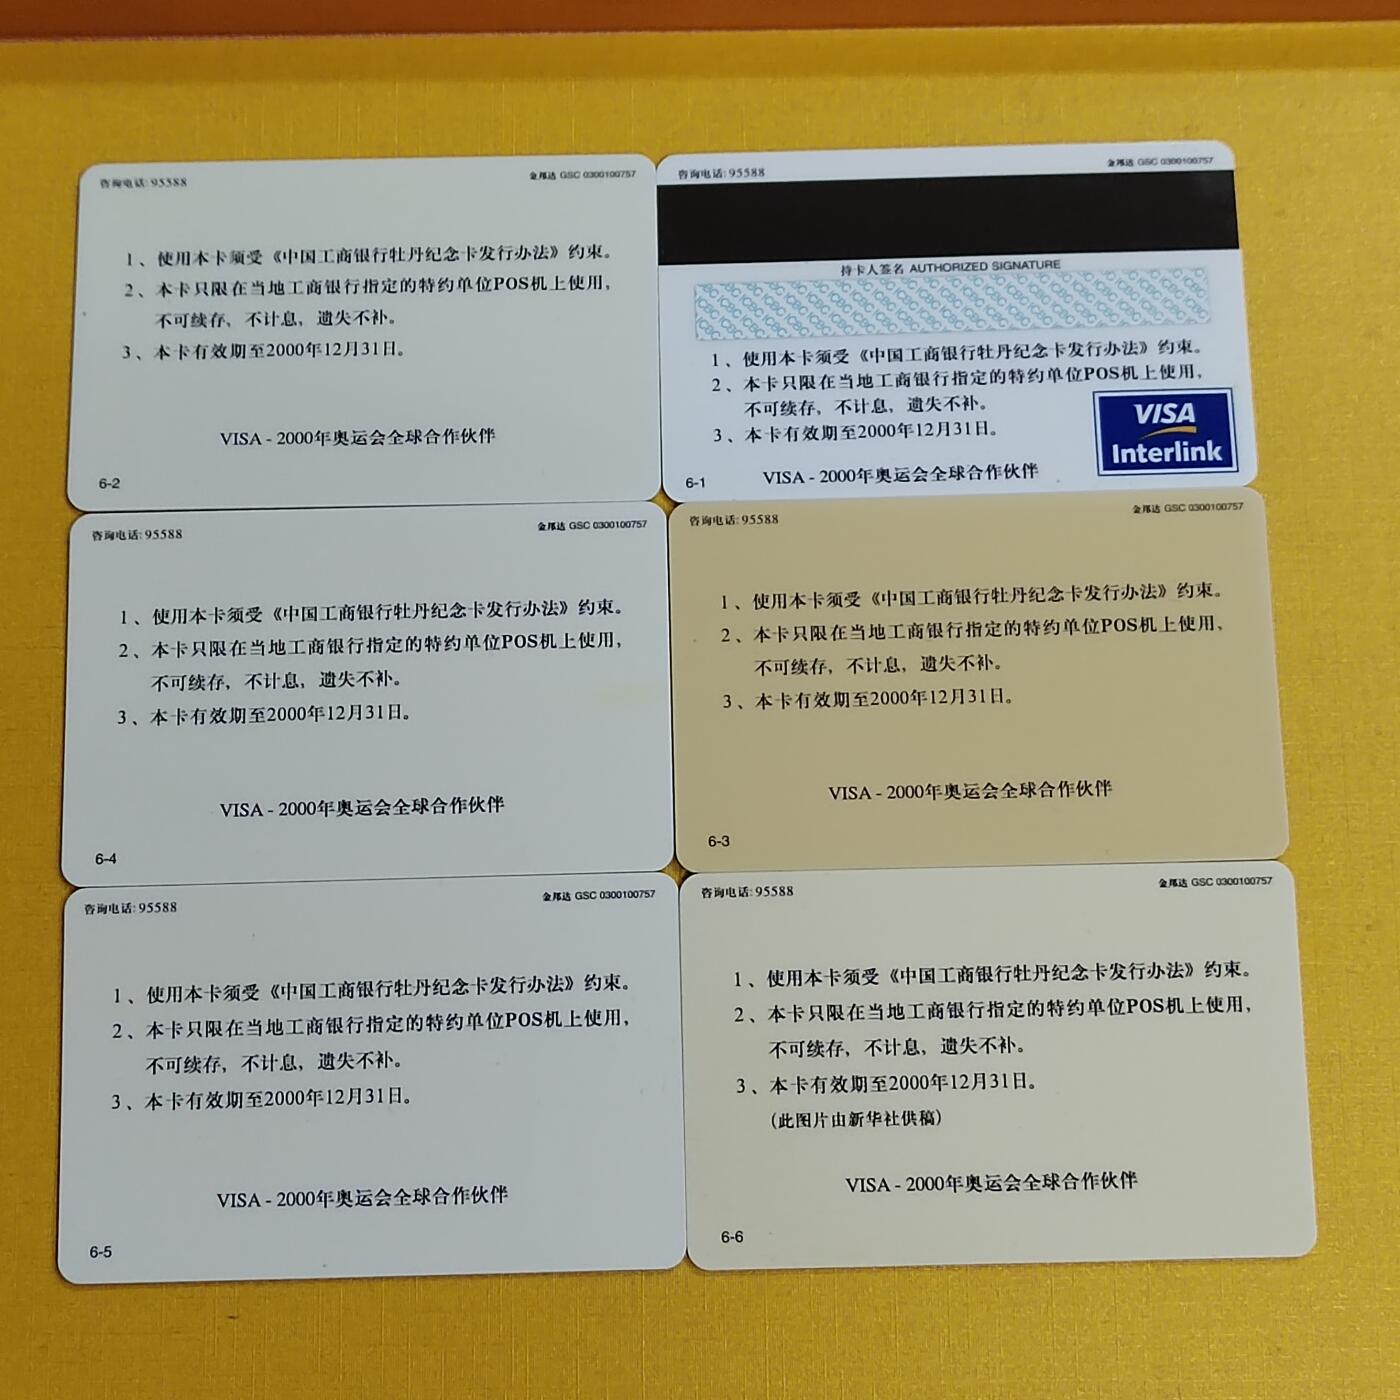 咨询电话: 95588
金邦达 GSC 0300100757
1、使用本卡须受《中国工商银行牡丹纪念卡发行办法》约束。
2、本卡只限在当地工商银行指定的特约单位POS机上使用，
不可续存，不计息，遗失不补。
3、本卡有效期至2000年12月31日。
VISA - 2000年奥运会全球合作伙伴
6-2
咨询电话: 95588
金邦达 GSC 0300100757
持卡人签名 AUTHORIZED SIGNATURE
ICBC ICBC ICBC ICBC ICBC ICBC
1、使用本卡须受《中国工商银行牡丹纪念卡发行办法》约束。
2、本卡只限在当地工商银行指定的特约单位POS机上使用，
不可续存，不计息，遗失不补。
3、本卡有效期至2000年12月31日。
VISA
Interlink
6-1
VISA - 2000年奥运会全球合作伙伴
咨询电话: 95588
金邦达 GSC 0300100757
1、使用本卡须受《中国工商银行牡丹纪念卡发行办法》约束。
2、本卡只限在当地工商银行指定的特约单位POS机上使用，
不可续存，不计息，遗失不补。
3、本卡有效期至2000年12月31日。
VISA - 2000年奥运会全球合作伙伴
6-4
咨询电话: 95588
金邦达 GSC 0300100757
1、使用本卡须受《中国工商银行牡丹纪念卡发行办法》约束。
2、本卡只限在当地工商银行指定的特约单位POS机上使用，
不可续存，不计息，遗失不补。
3、本卡有效期至2000年12月31日。
VISA - 2000年奥运会全球合作伙伴
6-3
咨询电话: 95588
金邦达 GSC 0300100757
1、使用本卡须受《中国工商银行牡丹纪念卡发行办法》约束。
2、本卡只限在当地工商银行指定的特约单位POS机上使用，
不可续存，不计息，遗失不补。
3、本卡有效期至2000年12月31日。
VISA - 2000年奥运会全球合作伙伴
6-5
咨询电话: 95588
金邦达 GSC 0300100757
1、使用本卡须受《中国工商银行牡丹纪念卡发行办法》约束。
2、本卡只限在当地工商银行指定的特约单位POS机上使用，
不可续存，不计息，遗失不补。
3、本卡有效期至2000年12月31日。
（此图片由新华社供稿）
VISA - 2000年奥运会全球合作伙伴
6-6